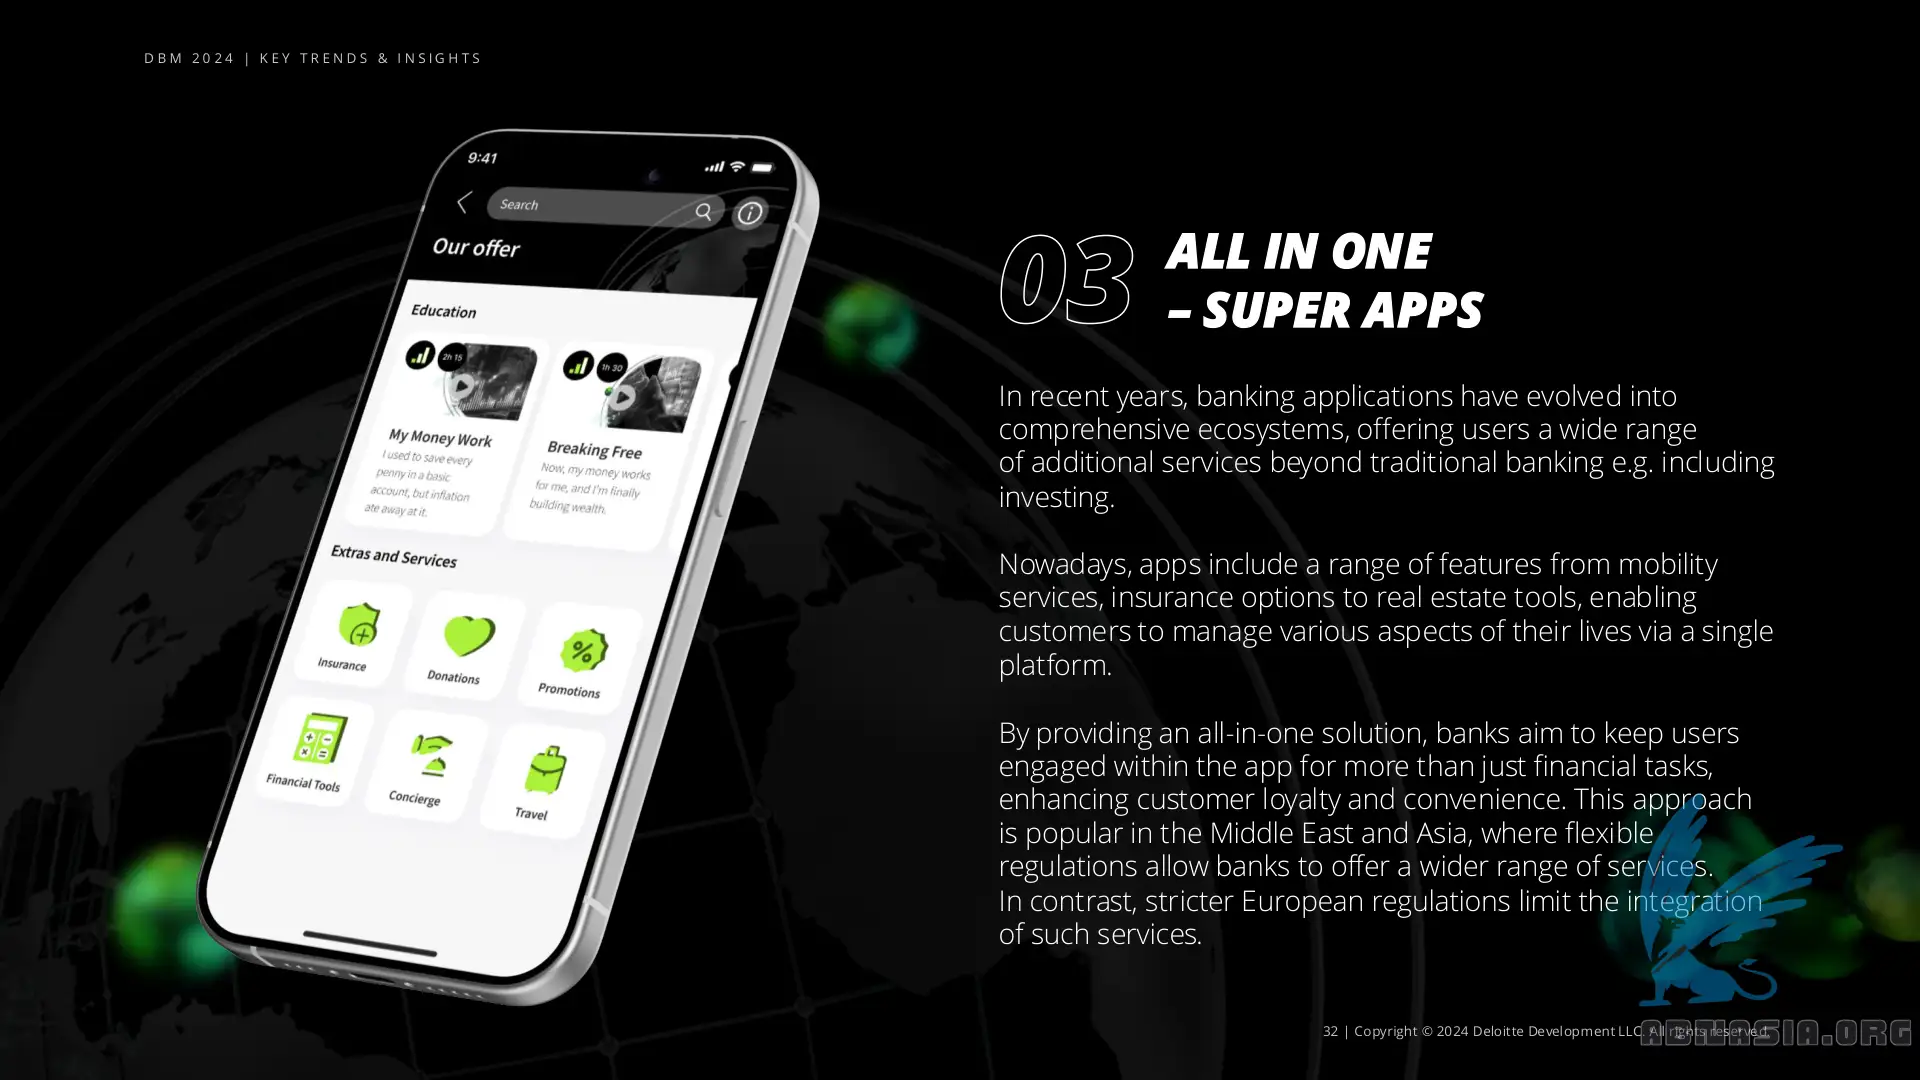 DBM 2024 | KEY TRENDS & INSIGHTS
9:41
Search
Our offer
Education
2h 15
1h 30
My Money Work
I used to save every
penny in a basic
account, but inflation
ate away at it.
Breaking Free
Now, my money works
for me, and I'm finally
building wealth.
Extras and Services
Insurance
Donations
Promotions
Financial Tools
Concierge
Travel
03
ALL IN ONE
– SUPER APPS
In recent years, banking applications have evolved into
comprehensive ecosystems, offering users a wide range
of additional services beyond traditional banking e.g. including
investing.
Nowadays, apps include a range of features from mobility
services, insurance options to real estate tools, enabling
customers to manage various aspects of their lives via a single
platform.
By providing an all-in-one solution, banks aim to keep users
engaged within the app for more than just financial tasks,
enhancing customer loyalty and convenience. This approach
is popular in the Middle East and Asia, where flexible
regulations allow banks to offer a wider range of services.
In contrast, stricter European regulations limit the integration
of such services.
32 | Copyright © 2024 Deloitte Development LLC. All rights reserved.
ABIIASIA.ORG